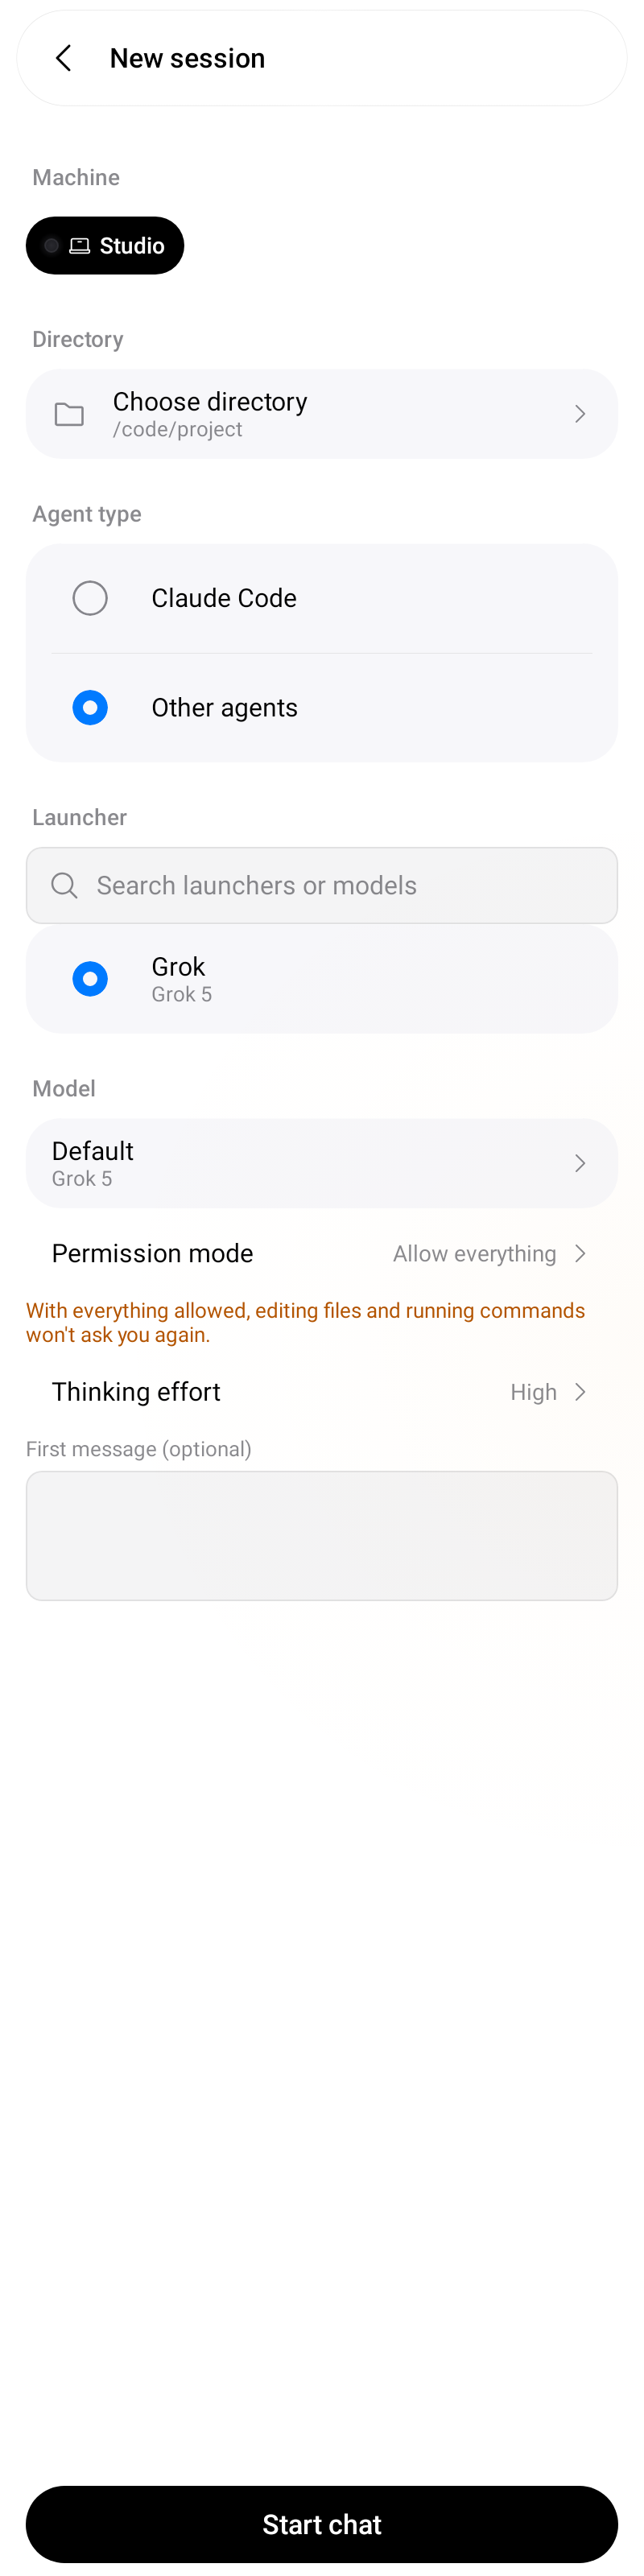 New session
Machine
Studio
Directory
Choose directory
/code/project
Agent type
Claude Code
Other agents
Launcher
Search launchers or models
Grok
Grok 5
Model
Default
Grok 5
Permission mode
Allow everything
With everything allowed, editing files and running commands
won't ask you again.
Thinking effort
High
First message (optional)
Start chat